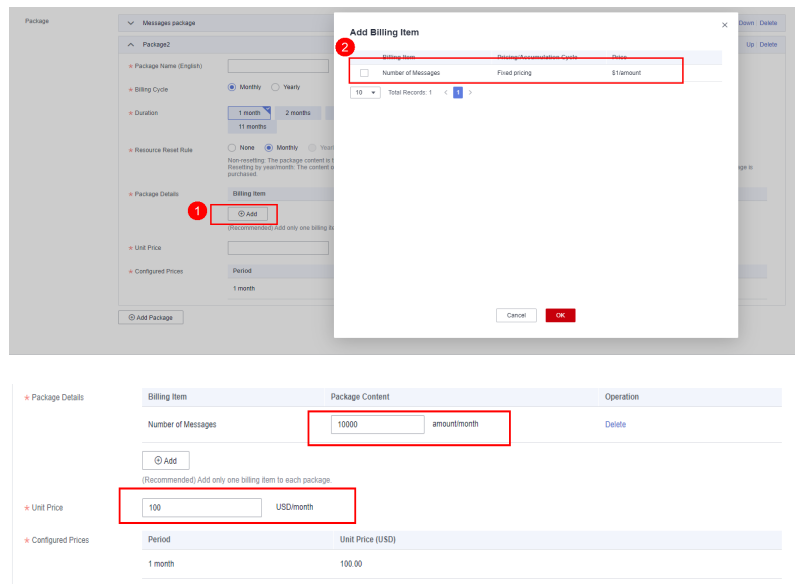 Package
Messages package
Down Delete
Package2
Up Delete
* Package Name (English)
* Billing Cycle
Monthly Yearly
* Duration
1 month 2 months
11 months
* Resource Reset Rule
None Monthly
Non-resetting: The package content is
Resetting by year/month: The content
purchased.
* Package Details
Billing Item
1
Add
(Recommended) Add only one billing
* Unit Price
* Configured Prices
Period
1 month
Add Package
Add Billing Item
2
Billing Item Pricing/Accumulation Cycle Price
Number of Messages Fixed pricing $1/amount
10 Total Records: 1 < 1 >
Cancel OK
* Package Details
Billing Item Package Content Operation
Number of Messages 10000 amount/month Delete
Add
(Recommended) Add only one billing item to each package.
* Unit Price
100 USD/month
* Configured Prices
Period Unit Price (USD)
1 month 100.00